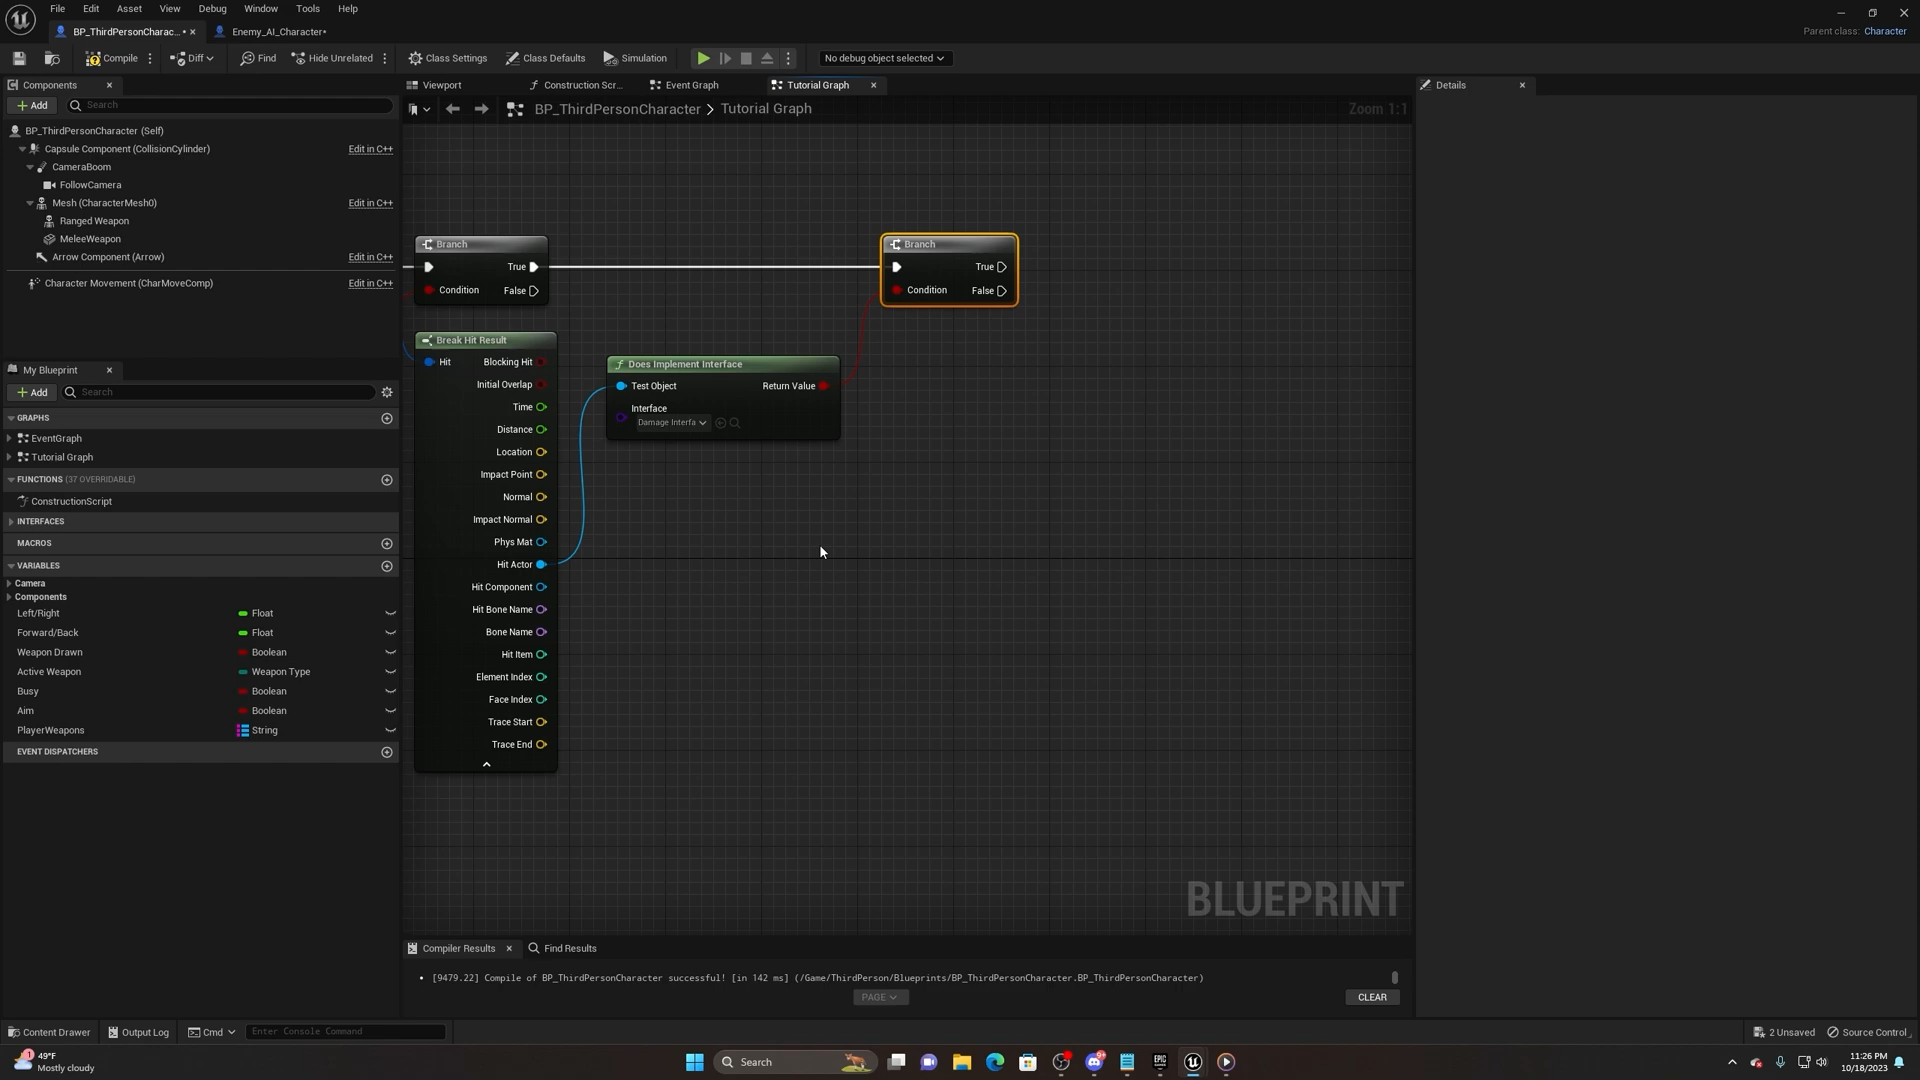 File Edit Asset View Window Debug Tools Help
BP_ThirdPersonCharac... •
Enemy_AI_Character•
Parent class: Character
Compile
Diff
Find
Hide Unrelated
Class Settings
Class Defaults
Simulation
No debug object selected
Components
Add
Search
BP_ThirdPersonCharacter (Self)
Capsule Component (CollisionCylinder) Edit in C++
CameraBoom
FollowCamera
Mesh (CharacterMesh0) Edit in C++
Ranged Weapon
MeleeWeapon
Arrow Component (Arrow) Edit in C++
Character Movement (CharMoveComp) Edit in C++
My Blueprint
Add
Search
GRAPHS
EventGraph
Tutorial Graph
FUNCTIONS (37 OVERRIDABLE)
ConstructionScript
INTERFACES
MACROS
VARIABLES
Camera
Components
Left/Right Float
Forward/Back Float
Weapon Drawn Boolean
Active Weapon Weapon Type
Busy Boolean
Aim Boolean
PlayerWeapons String
EVENT DISPATCHERS
Viewport
Construction Scr...
Event Graph
Tutorial Graph
BP_ThirdPersonCharacter > Tutorial Graph
Zoom 1:1
Branch
True
Condition False
Branch
True
Condition False
Break Hit Result
Hit Blocking Hit
Initial Overlap
Time
Distance
Location
Impact Point
Normal
Impact Normal
Phys Mat
Hit Actor
Hit Component
Hit Bone Name
Bone Name
Hit Item
Element Index
Face Index
Trace Start
Trace End
Does Implement Interface
Test Object Return Value
Interface
Damage Interfa
BLUEPRINT
Details
Compiler Results
Find Results
• [9479.22] Compile of BP_ThirdPersonCharacter successful! [in 142 ms] (/Game/ThirdPerson/Blueprints/BP_ThirdPersonCharacter.BP_ThirdPersonCharacter)
PAGE
CLEAR
Content Drawer
Output Log
Cmd
Enter Console Command
2 Unsaved
Source Control
49°F
Mostly cloudy
Search
11:26 PM
10/18/2023